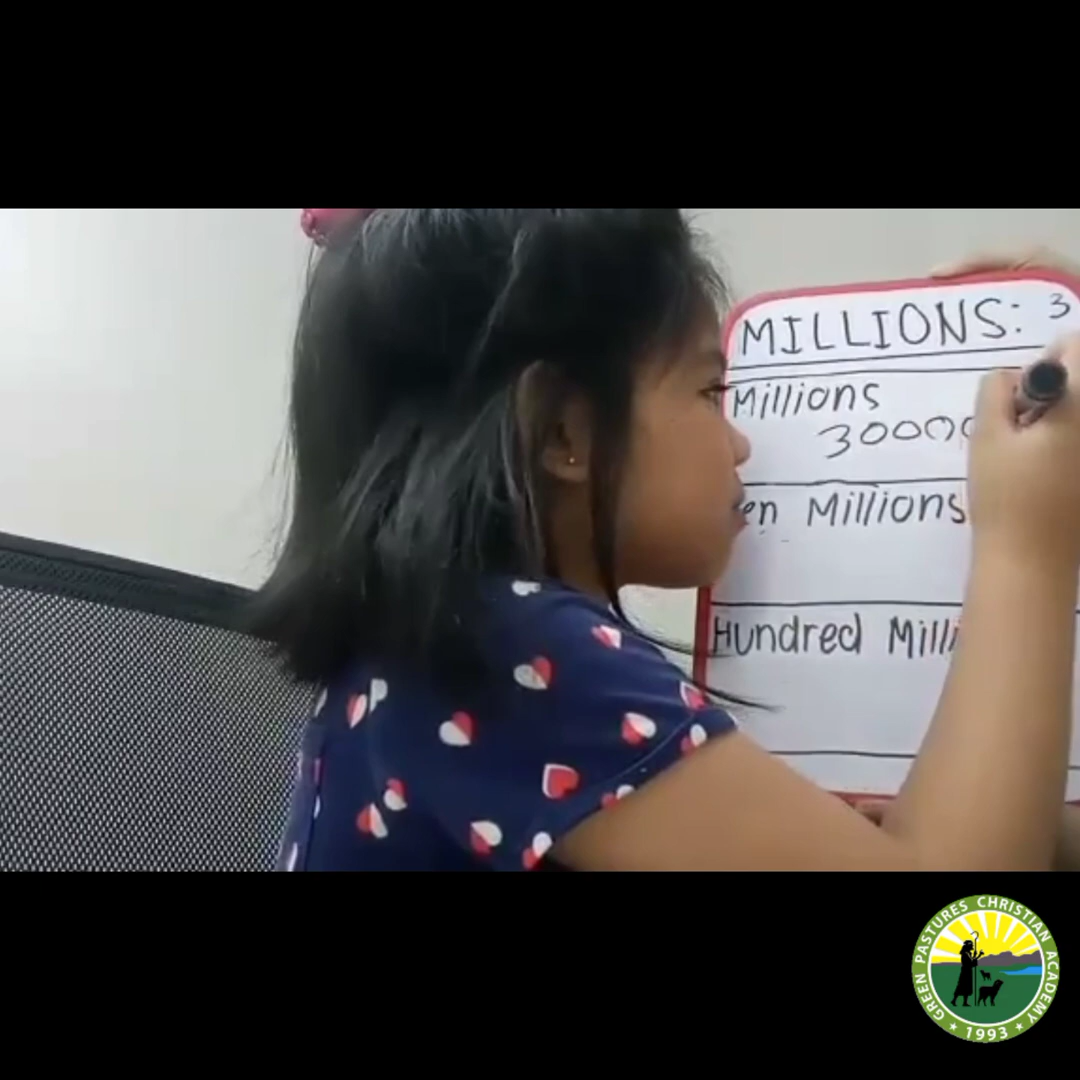 MILLIONS: 3
Millions
3000
Millions
Hundred
GREEN PASTURES CHRISTIAN ACADEMY
1993